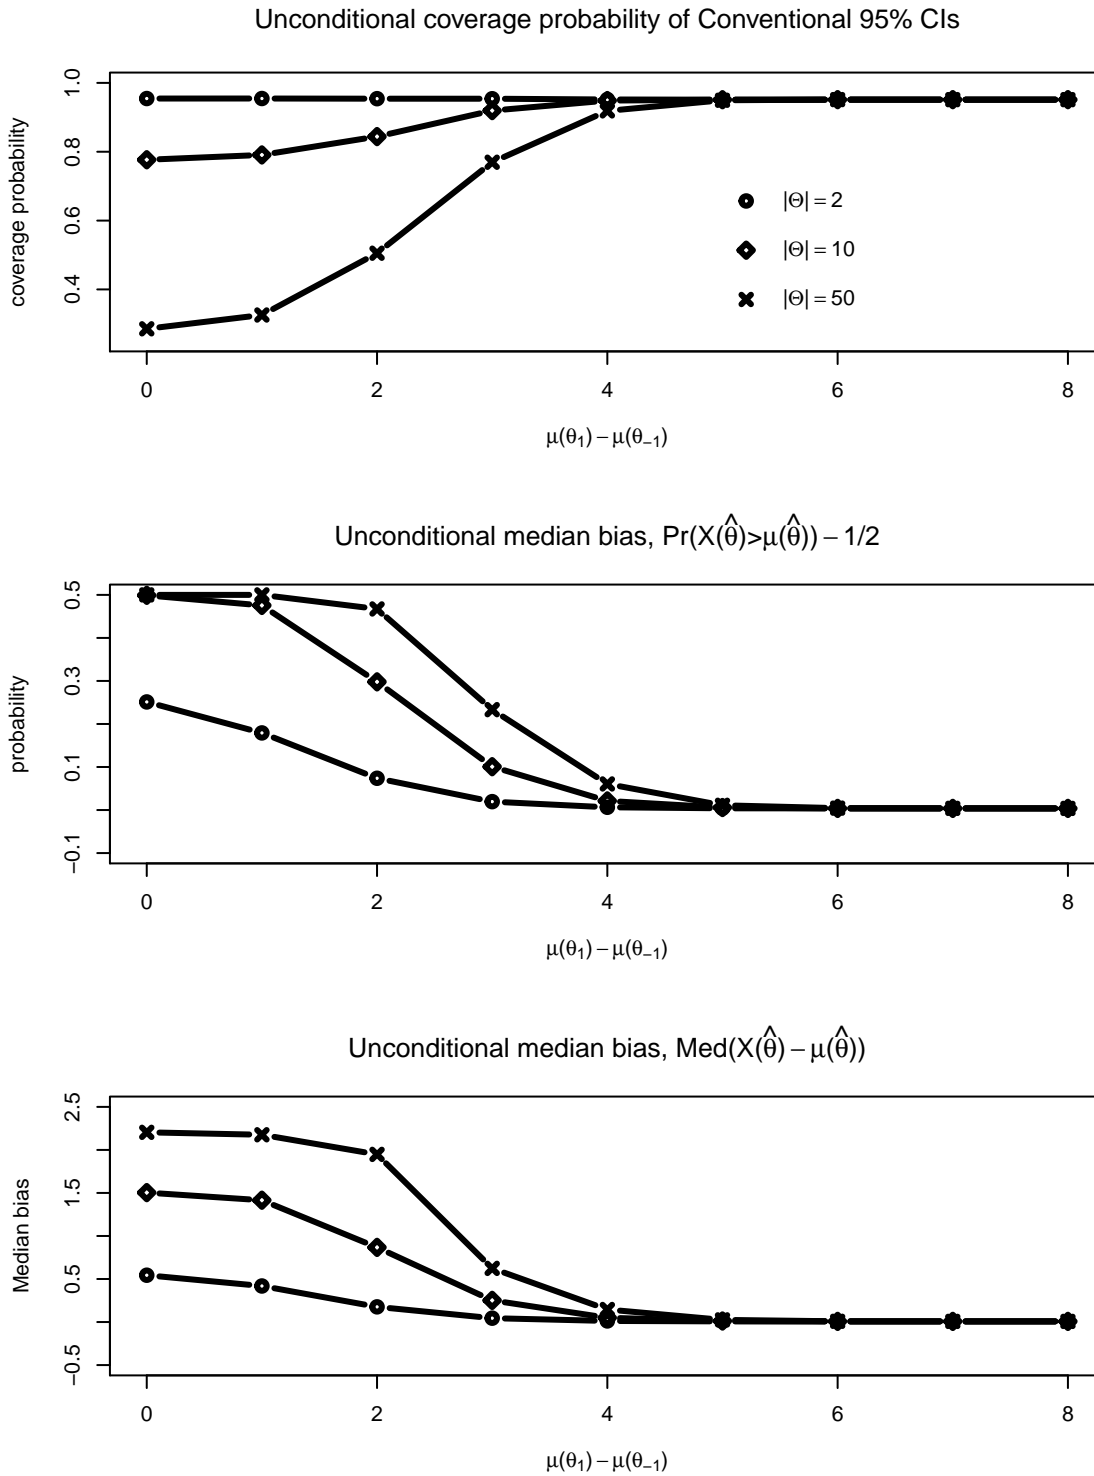 Unconditional coverage probability of Conventional 95% CIs
coverage probability
1.0
0.8
0.6
0.4
|Θ| = 2
|Θ| = 10
|Θ| = 50
0 2 4 6 8
μ(θ₁) − μ(θ₋₁)
Unconditional median bias, Pr(X(θ̂)>μ(θ̂)) − 1/2
probability
0.5
0.3
0.1
−0.1
0 2 4 6 8
μ(θ₁) − μ(θ₋₁)
Unconditional median bias, Med(X(θ̂) − μ(θ̂))
Median bias
2.5
1.5
0.5
−0.5
0 2 4 6 8
μ(θ₁) − μ(θ₋₁)